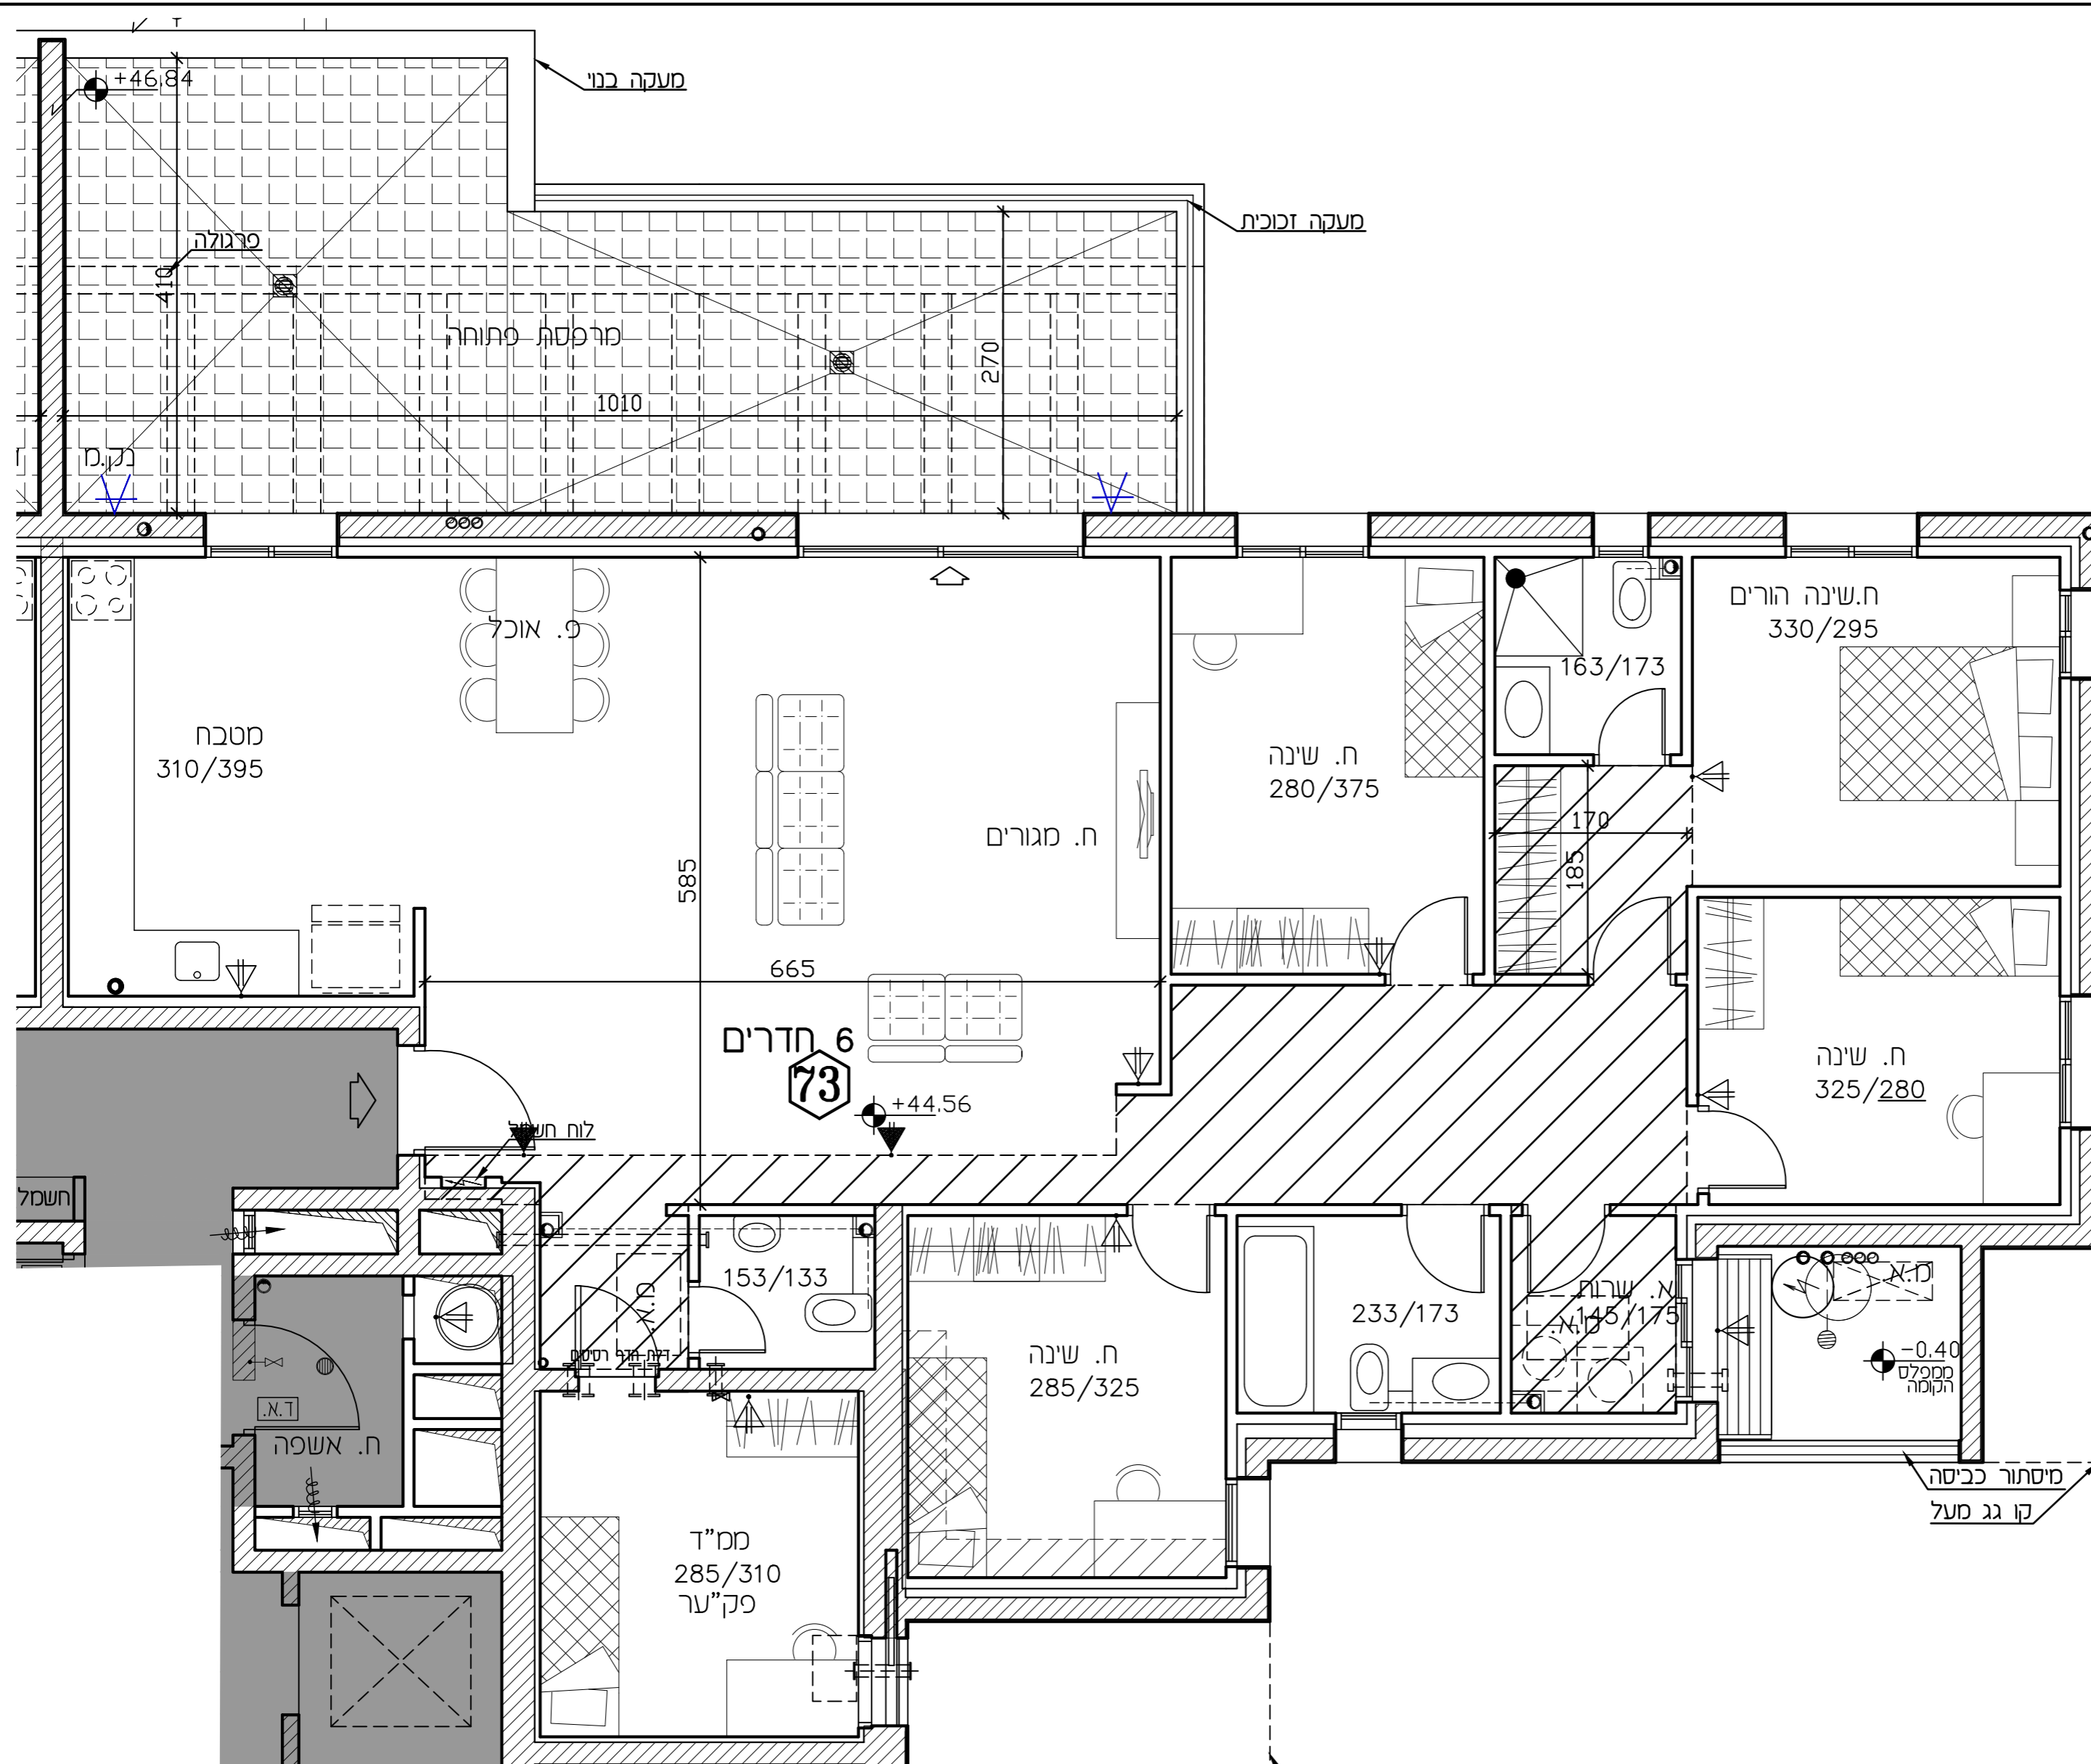 +46.84
מעקה בנוי
פרגולה
מעקה זכוכית
410
מרפסת פתוחה
270
1010
נק.מ
ח.שינה הורים
330/295
פ. אוכל
163/173
מטבח
310/395
ח. שינה
280/375
ח. מגורים
170
185
585
665
6 חדרים
73
+44.56
ח. שינה
325/280
לוח חשמל
חשמל
153/133
מ.א.
דלת הדף רסיסים
233/173
א. שרות
145/175
מ.א.
מ.א.
-0.40
ממפלס
הקומה
ח. שינה
285/325
ד.א.
ח. אשפה
מיסתור כביסה
קו גג מעל
ממ"ד
285/310
פק"ער